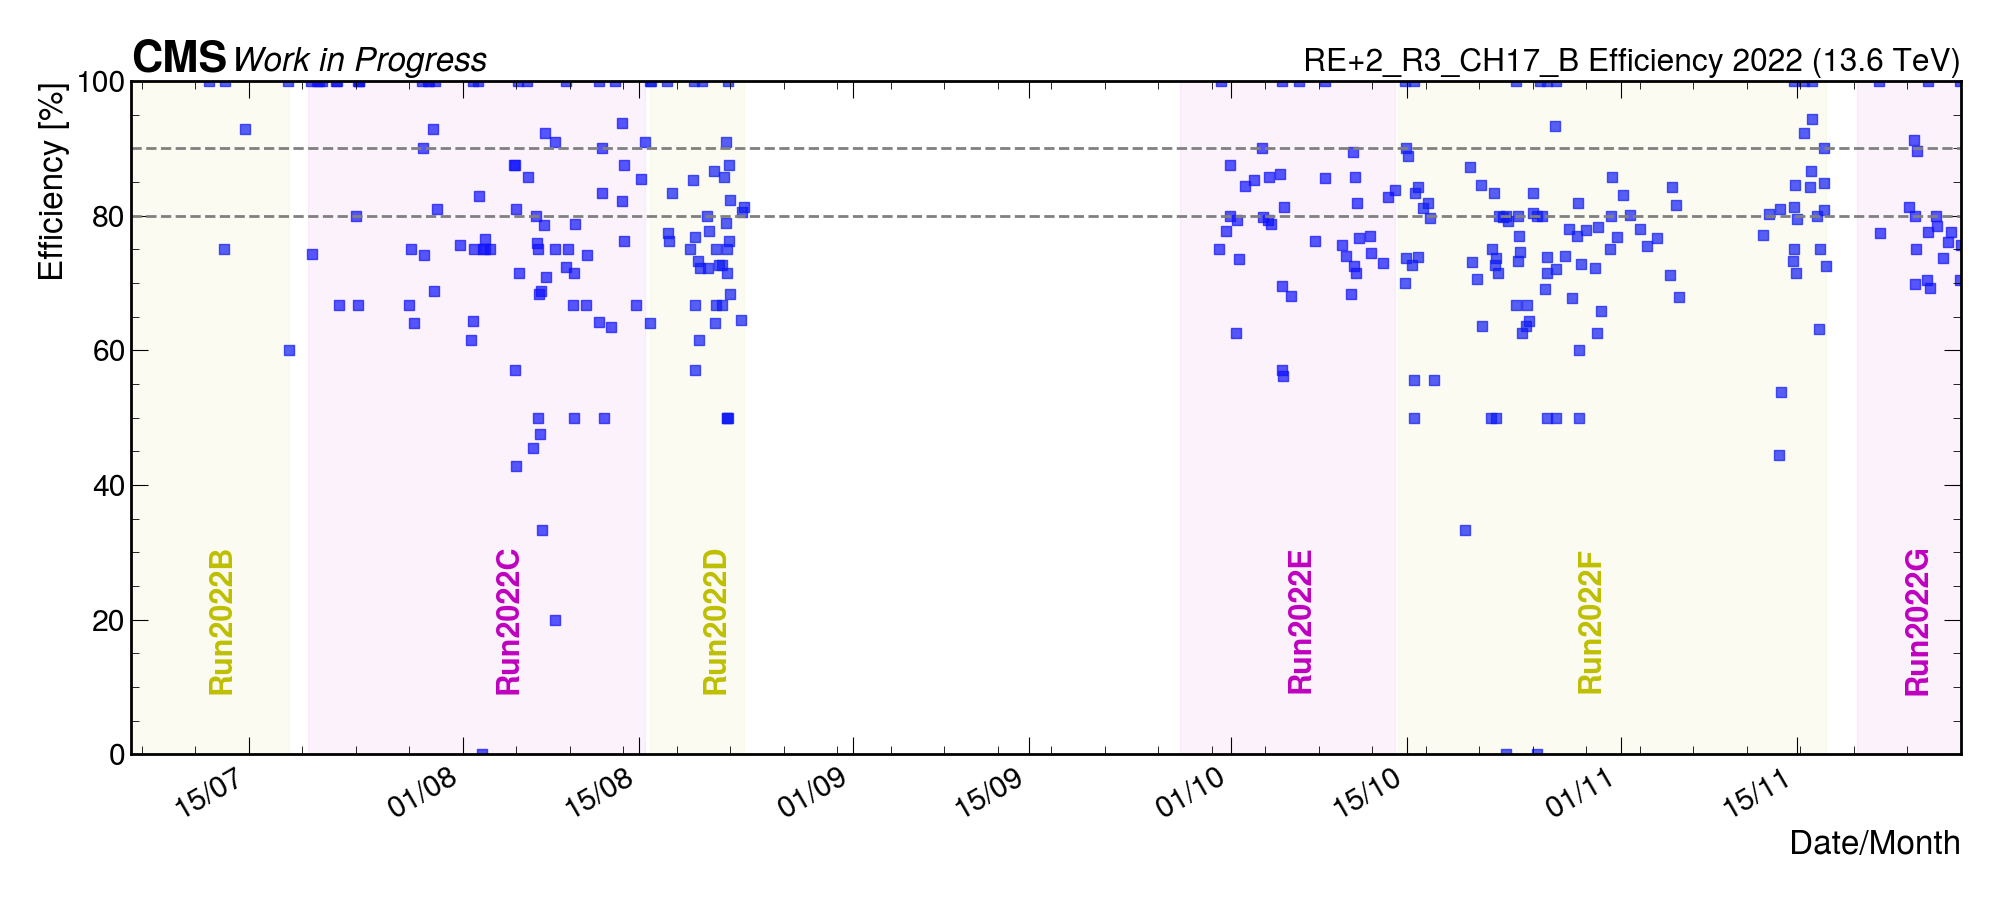 CMS Work in Progress
RE+2_R3_CH17_B Efficiency 2022 (13.6 TeV)
Efficiency [%]
100
80
60
40
20
0
Run2022B
Run2022C
Run2022D
Run2022E
Run2022F
Run2022G
15/07 01/08 15/08 01/09 15/09 01/10 15/10 01/11 15/11
Date/Month